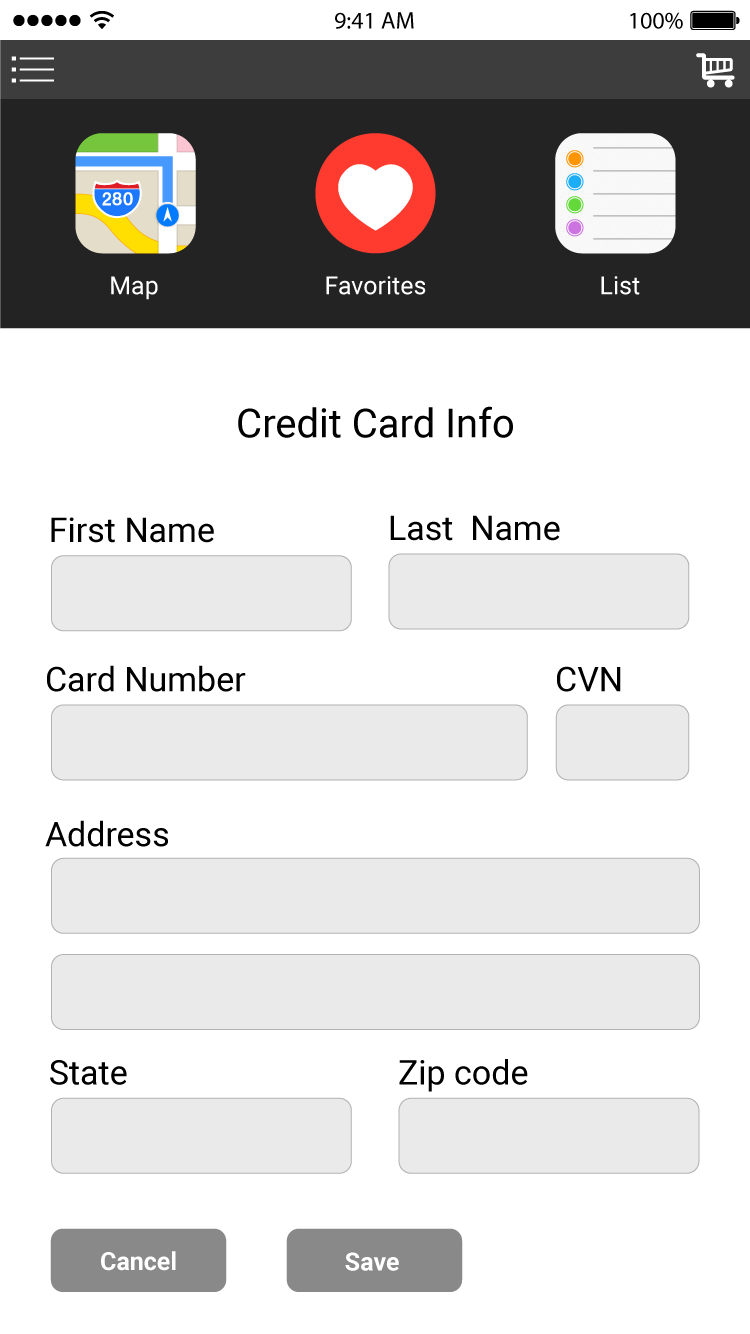 9:41 AM 100%
280
Map Favorites List
Credit Card Info
First Name Last Name
Card Number CVN
Address
State Zip code
Cancel Save